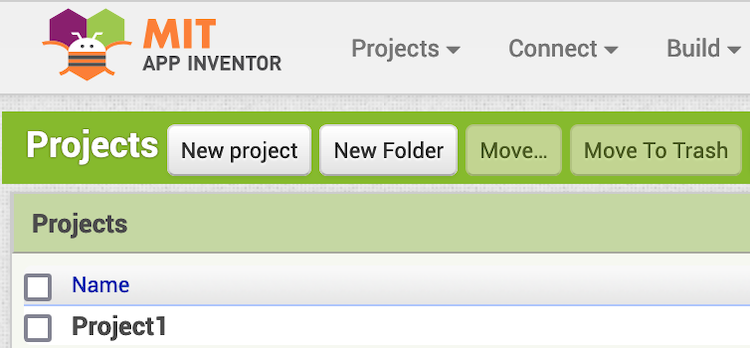 MIT
APP INVENTOR
Projects Connect Build
Projects New project New Folder Move... Move To Trash
Projects
Name
Project1